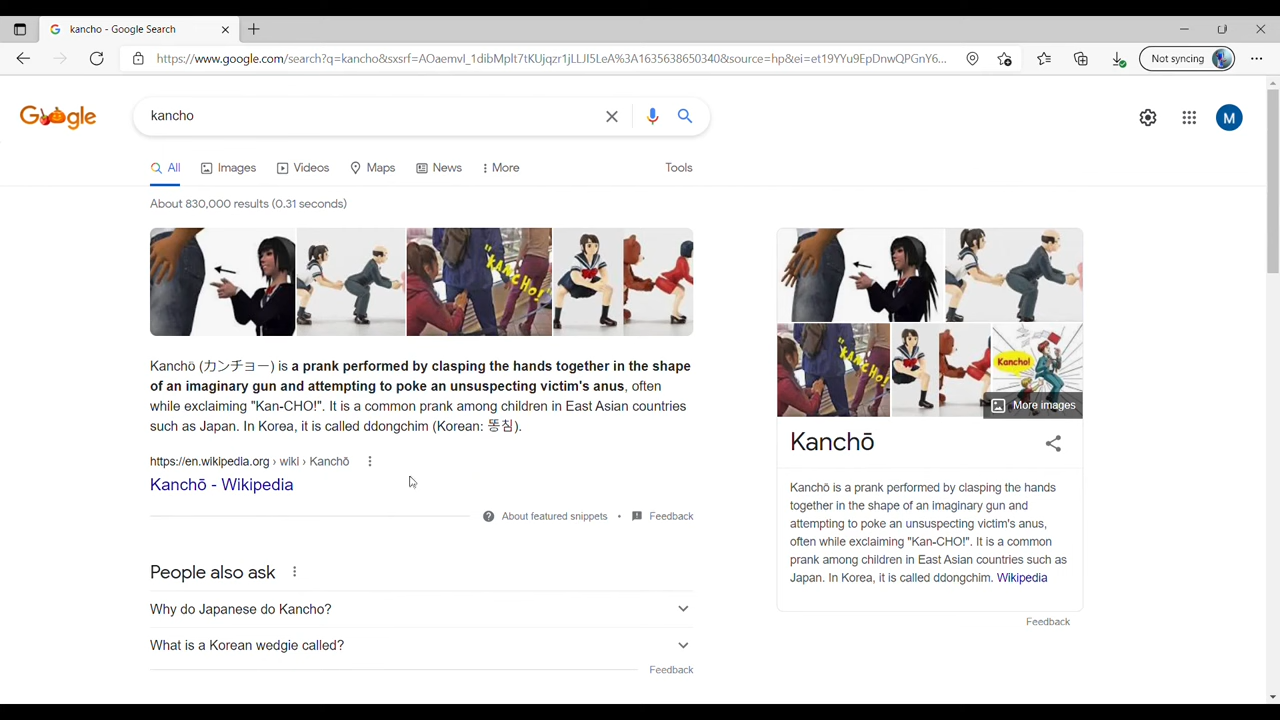 kancho - Google Search
https://www.google.com/search?q=kancho&sxsrf=AOaemvI_1dibMpIt7tKUjqzr1jLLJI5LeA%3A1635638650340&source=hp&ei=et19YYu9EpDnwQPGnY6...
Not syncing
Google
kancho
M
All
Images
Videos
Maps
News
More
Tools
About 830,000 results (0.31 seconds)
"KANCHO!"
Kanchō (カンチョー) is a prank performed by clasping the hands together in the shape
of an imaginary gun and attempting to poke an unsuspecting victim's anus, often
while exclaiming "Kan-CHO!". It is a common prank among children in East Asian countries
such as Japan. In Korea, it is called ddongchim (Korean: 똥침).
https://en.wikipedia.org › wiki › Kanchō
Kanchō - Wikipedia
About featured snippets • Feedback
People also ask
Why do Japanese do Kancho?
What is a Korean wedgie called?
Feedback
"KANCHO!"
Kancho!
More images
Kanchō
Kanchō is a prank performed by clasping the hands
together in the shape of an imaginary gun and
attempting to poke an unsuspecting victim's anus,
often while exclaiming "Kan-CHO!". It is a common
prank among children in East Asian countries such as
Japan. In Korea, it is called ddongchim. Wikipedia
Feedback